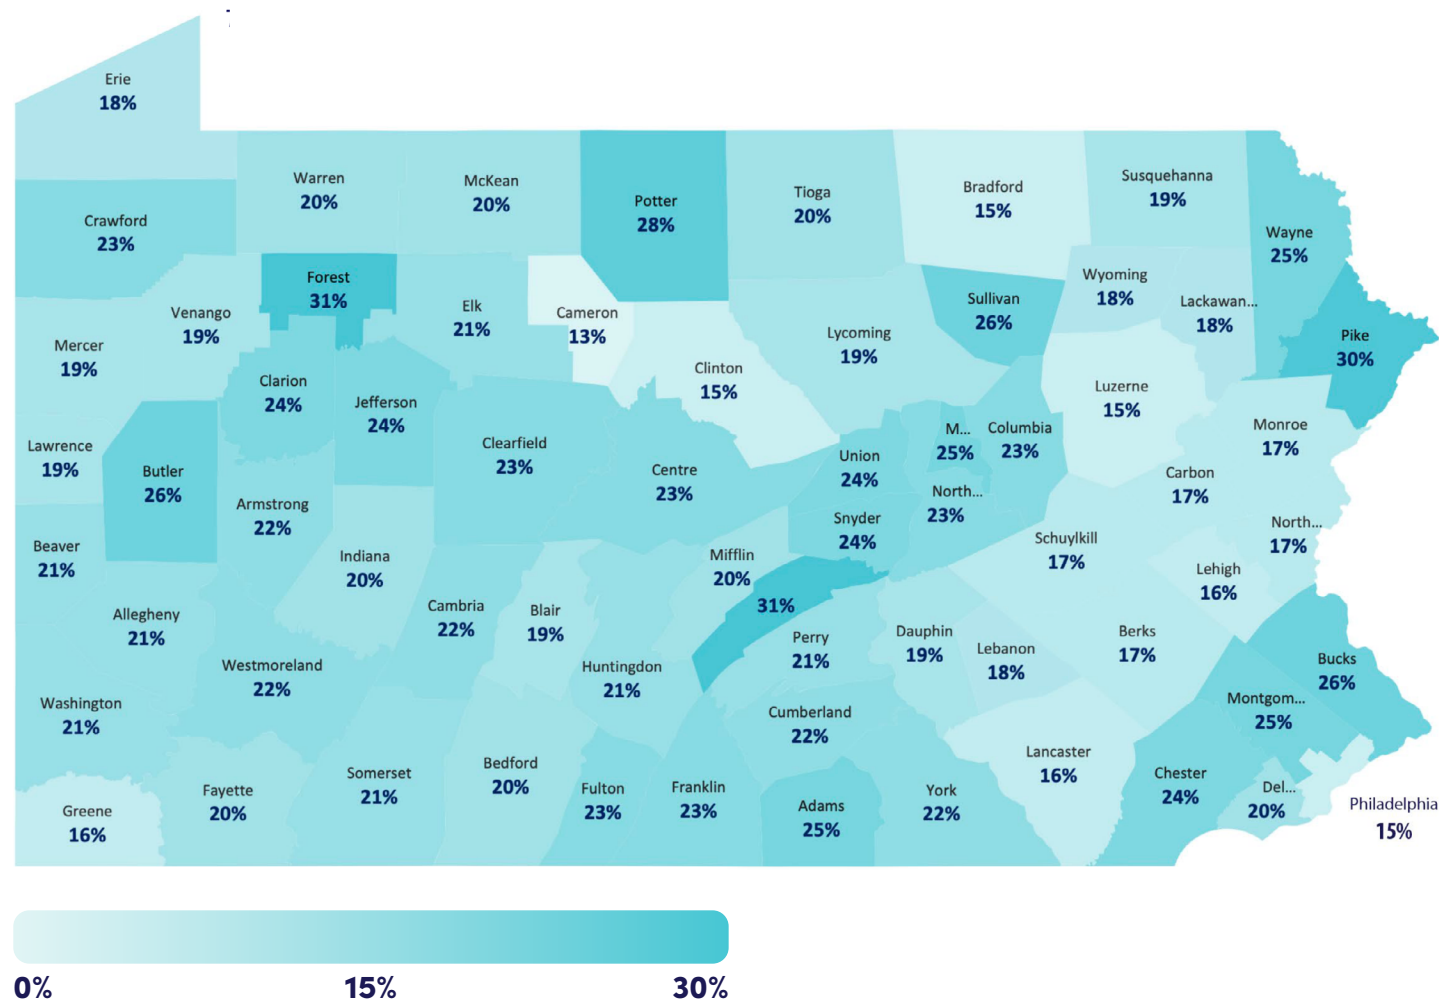 Erie
18%
Warren
20%
McKean
20%
Potter
28%
Tioga
20%
Bradford
15%
Susquehanna
19%
Crawford
23%
Wayne
25%
Forest
31%
Venango
19%
Elk
21%
Cameron
13%
Sullivan
26%
Wyoming
18%
Lackawan...
18%
Mercer
19%
Lycoming
19%
Pike
30%
Clarion
24%
Jefferson
24%
Clinton
15%
Luzerne
15%
Lawrence
19%
Butler
26%
Clearfield
23%
Centre
23%
Union
24%
M...
25%
Columbia
23%
Monroe
17%
Carbon
17%
Armstrong
22%
North...
23%
Snyder
24%
Beaver
21%
Indiana
20%
Mifflin
20%
Schuylkill
17%
North...
17%
Lehigh
16%
Allegheny
21%
Cambria
22%
Blair
19%
31%
Perry
21%
Dauphin
19%
Lebanon
18%
Berks
17%
Westmoreland
22%
Huntingdon
21%
Bucks
26%
Washington
21%
Cumberland
22%
Montgom...
25%
Greene
16%
Fayette
20%
Somerset
21%
Bedford
20%
Fulton
23%
Franklin
23%
Adams
25%
York
22%
Lancaster
16%
Chester
24%
Del...
20%
Philadelphia
15%
0%
15%
30%